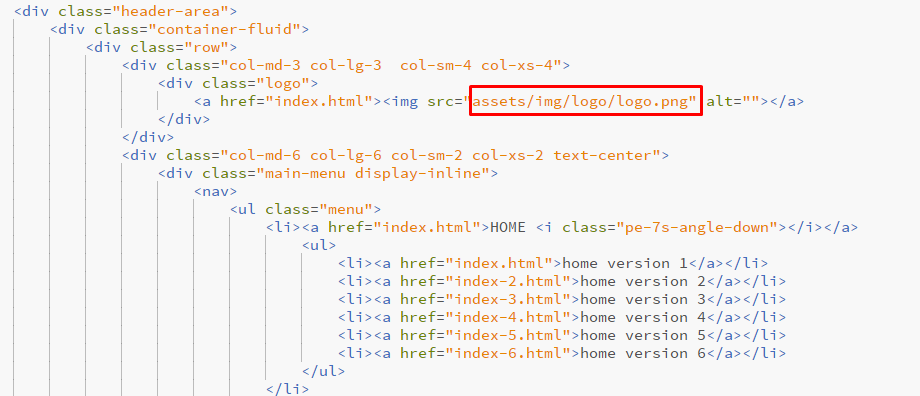 <div class="header-area">
    <div class="container-fluid">
        <div class="row">
            <div class="col-md-3 col-lg-3  col-sm-4 col-xs-4">
                <div class="logo">
                    <a href="index.html"><img src="assets/img/logo/logo.png" alt=""></a>
                </div>
            </div>
            <div class="col-md-6 col-lg-6 col-sm-2 col-xs-2 text-center">
                <div class="main-menu display-inline">
                    <nav>
                        <ul class="menu">
                            <li><a href="index.html">HOME <i class="pe-7s-angle-down"></i></a>
                                <ul>
                                    <li><a href="index.html">home version 1</a></li>
                                    <li><a href="index-2.html">home version 2</a></li>
                                    <li><a href="index-3.html">home version 3</a></li>
                                    <li><a href="index-4.html">home version 4</a></li>
                                    <li><a href="index-5.html">home version 5</a></li>
                                    <li><a href="index-6.html">home version 6</a></li>
                                </ul>
                            </li>